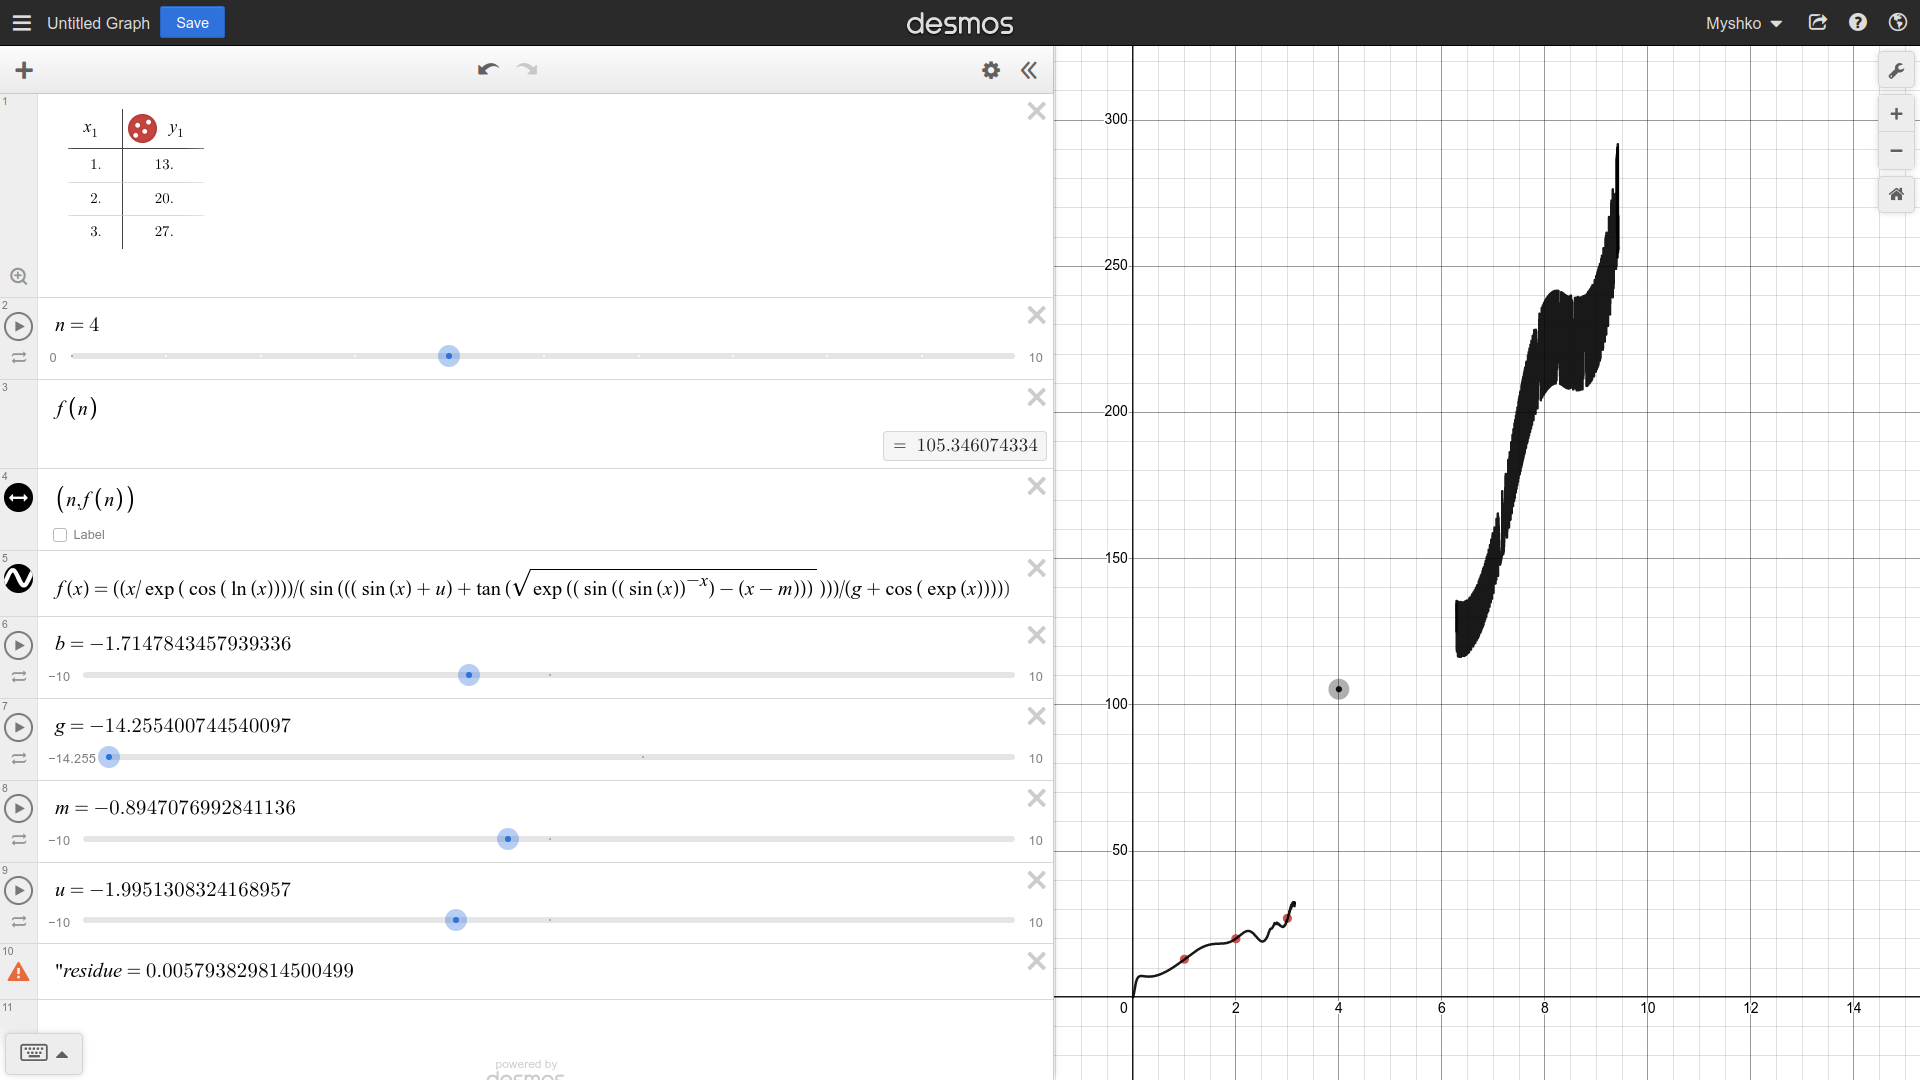 Untitled Graph Save desmos Myshko
1
x₁ y₁
1. 13.
2. 20.
3. 27.
2
n = 4
0 10
3
f(n)
= 105.346074334
4
(n,f(n))
Label
5
f(x) = ((x/exp(cos(ln(x))))/(sin(((sin(x)+u)+tan(√exp((sin((sin(x))^−x)−(x−m))))))/(g+cos(exp(x)))))
6
b = −1.7147843457939336
−10 10
7
g = −14.255400744540097
−14.255 10
8
m = −0.8947076992841136
−10 10
9
u = −1.9951308324168957
−10 10
10
"residue = 0.005793829814500499
11
powered by
desmos
300
250
200
150
100
50
0 2 4 6 8 10 12 14